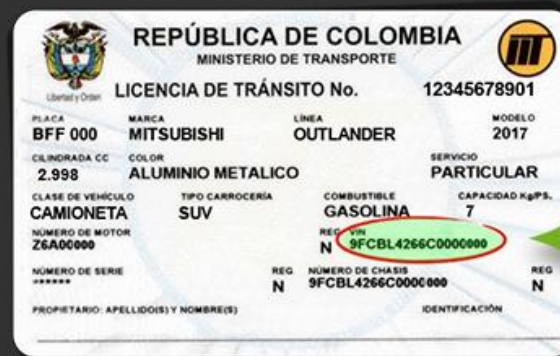 REPÚBLICA DE COLOMBIA
MINISTERIO DE TRANSPORTE
Libertad y Orden
LICENCIA DE TRÁNSITO No. 12345678901
PLACA MARCA LÍNEA MODELO
BFF 000 MITSUBISHI OUTLANDER 2017
CILINDRADA CC COLOR SERVICIO
2.998 ALUMINIO METALICO PARTICULAR
CLASE DE VEHÍCULO TIPO CARROCERÍA COMBUSTIBLE CAPACIDAD Kg/PS.
CAMIONETA SUV GASOLINA 7
NÚMERO DE MOTOR REG VIN
Z6A00000 N 9FCBL4266C0000000
NÚMERO DE SERIE REG NÚMERO DE CHASIS REG
****** N 9FCBL4266C0000000 N
PROPIETARIO: APELLIDO(S) Y NOMBRE(S) IDENTIFICACIÓN